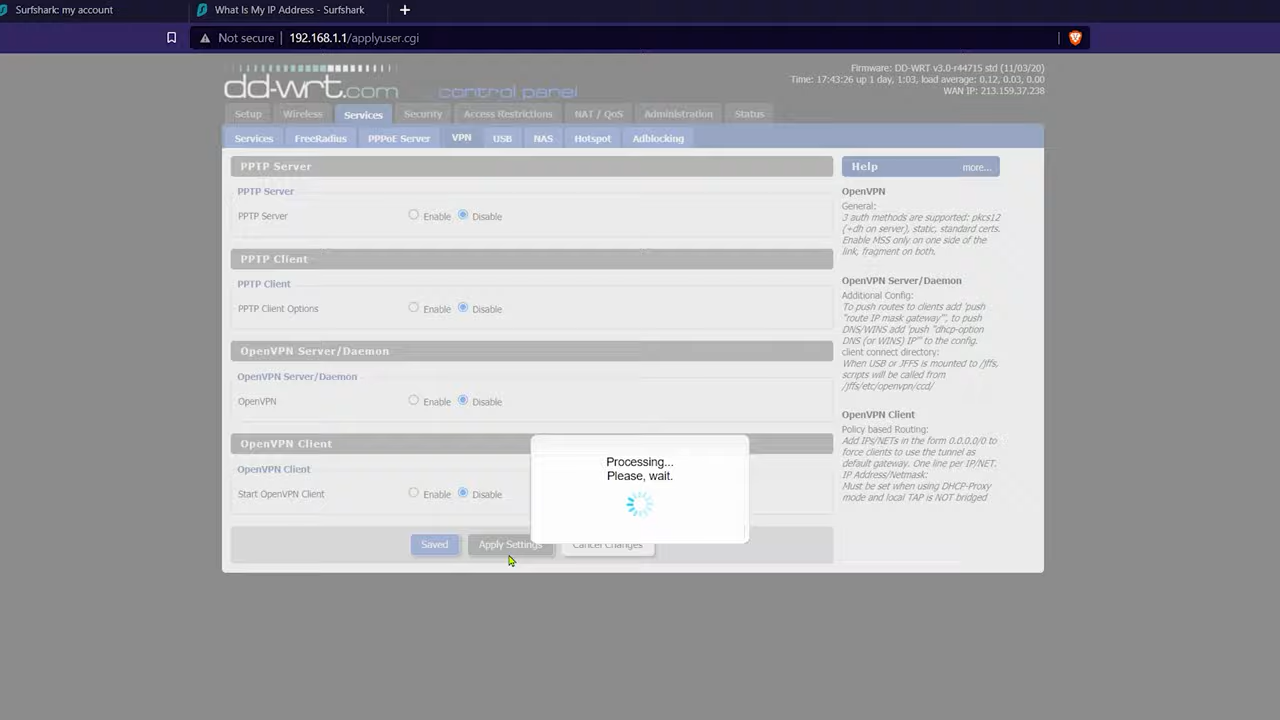 Surfshark: my account
What Is My IP Address - Surfshark
+
Not secure
192.168.1.1/applyuser.cgi
dd-wrt.com
control panel
Firmware: DD-WRT v3.0-r44715 std (11/03/20)
Time: 17:43:26 up 1 day, 1:03, load average: 0.12, 0.03, 0.00
WAN IP: 213.159.37.238
Setup Wireless Services Security Access Restrictions NAT / QoS Administration Status
Services FreeRadius PPPoE Server VPN USB NAS Hotspot Adblocking
PPTP Server
PPTP Server
PPTP Server Enable Disable
PPTP Client
PPTP Client
PPTP Client Options Enable Disable
OpenVPN Server/Daemon
OpenVPN Server/Daemon
OpenVPN Enable Disable
OpenVPN Client
OpenVPN Client
Start OpenVPN Client Enable Disable
Processing...
Please, wait.
Saved Apply Settings Cancel Changes
Help more...
OpenVPN
General:
3 auth methods are supported: pkcs12
(+dh on server), static, standard certs.
Enable MSS only on one side of the
link, fragment on both.
OpenVPN Server/Daemon
Additional Config:
To push routes to clients add 'push
"route IP mask gateway"', to push
DNS/WINS add 'push "dhcp-option
DNS (or WINS) IP"' to the config.
client connect directory:
When USB or JFFS is mounted to /jffs,
scripts will be called from
/jffs/etc/openvpn/ccd/
OpenVPN Client
Policy based Routing:
Add IPs/NETs in the form 0.0.0.0/0 to
force clients to use the tunnel as
default gateway. One line per IP/NET.
IP Address/Netmask:
Must be set when using DHCP-Proxy
mode and local TAP is NOT bridged